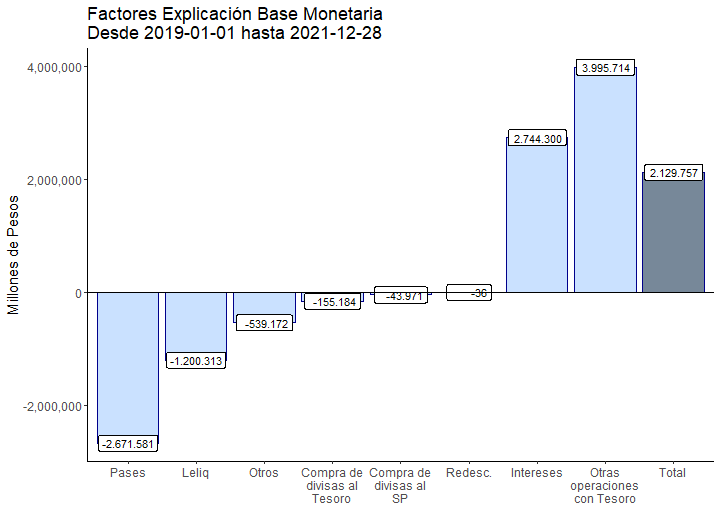 Factores Explicación Base Monetaria
Desde 2019-01-01 hasta 2021-12-28
Millones de Pesos
4,000,000
2,000,000
0
-2,000,000
-2.671.581
-1.200.313
-539.172
-155.184
-43.971
-36
2.744.300
3.995.714
2.129.757
Pases
Leliq
Otros
Compra de
divisas al
Tesoro
Compra de
divisas al
SP
Redesc.
Intereses
Otras
operaciones
con Tesoro
Total